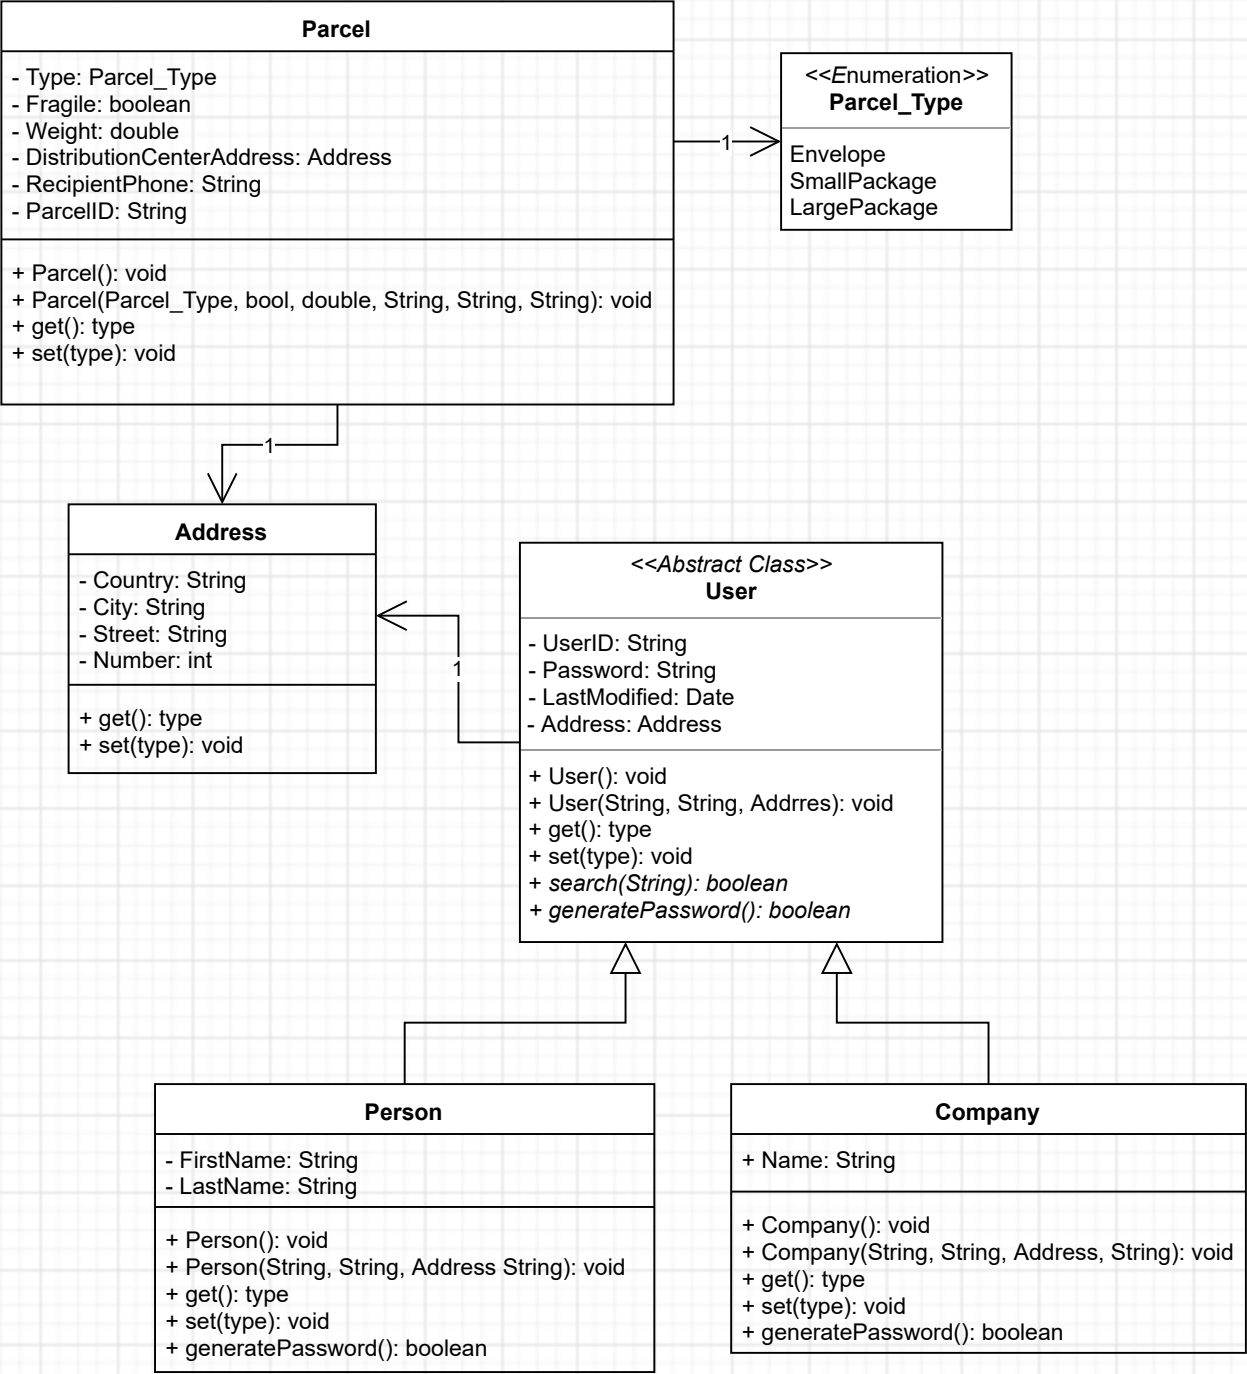 Parcel
- Type: Parcel_Type
- Fragile: boolean
- Weight: double
- DistributionCenterAddress: Address
- RecipientPhone: String
- ParcelID: String
+ Parcel(): void
+ Parcel(Parcel_Type, bool, double, String, String, String): void
+ get(): type
+ set(type): void
1
<<Enumeration>>
Parcel_Type
Envelope
SmallPackage
LargePackage
1
Address
- Country: String
- City: String
- Street: String
- Number: int
+ get(): type
+ set(type): void
1
<<Abstract Class>>
User
- UserID: String
- Password: String
- LastModified: Date
- Address: Address
+ User(): void
+ User(String, String, Addrres): void
+ get(): type
+ set(type): void
+ search(String): boolean
+ generatePassword(): boolean
Person
- FirstName: String
- LastName: String
+ Person(): void
+ Person(String, String, Address String): void
+ get(): type
+ set(type): void
+ generatePassword(): boolean
Company
+ Name: String
+ Company(): void
+ Company(String, String, Address, String): void
+ get(): type
+ set(type): void
+ generatePassword(): boolean